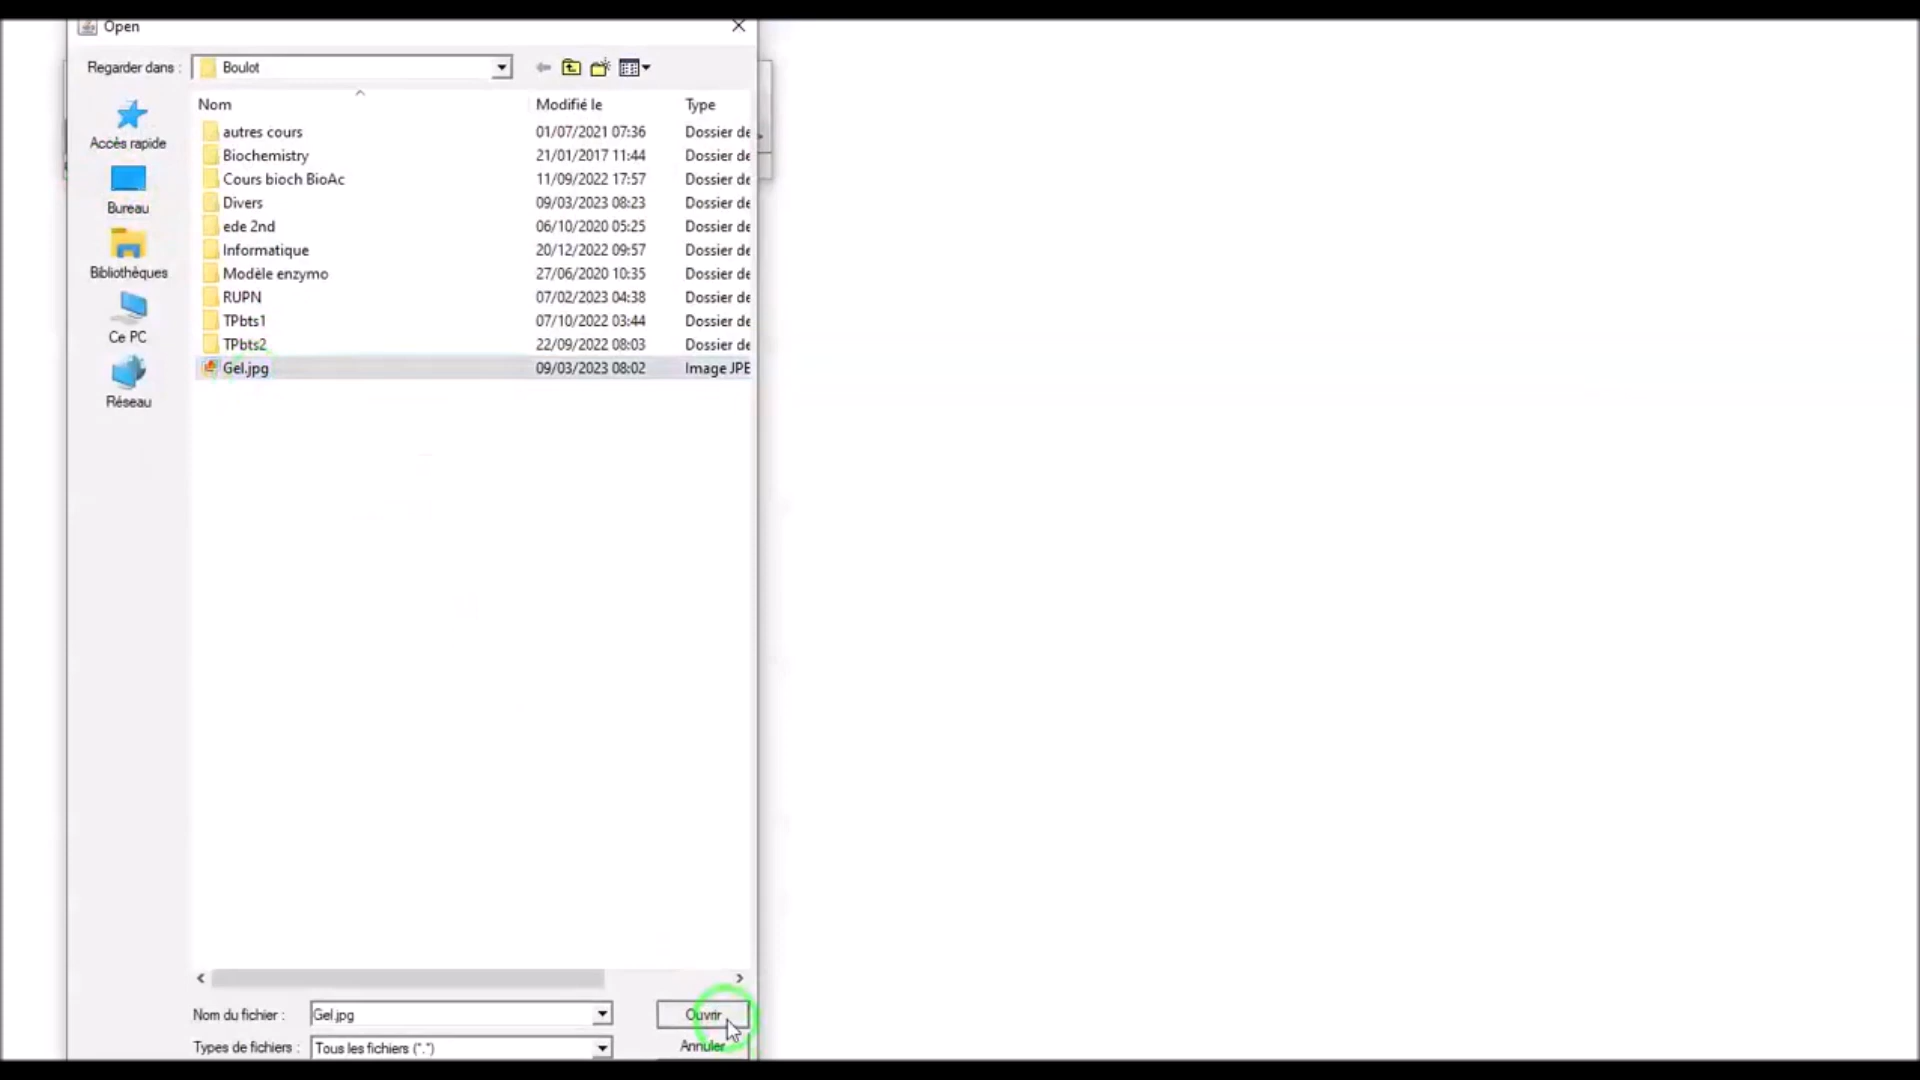 Open
Regarder dans :
Boulot
Nom Modifié le Type
autres cours 01/07/2021 07:36 Dossier de
Biochemistry 21/01/2017 11:44 Dossier de
Cours bioch BioAc 11/09/2022 17:57 Dossier de
Divers 09/03/2023 08:23 Dossier de
ede 2nd 06/10/2020 05:25 Dossier de
Informatique 20/12/2022 09:57 Dossier de
Modèle enzymo 27/06/2020 10:35 Dossier de
RUPN 07/02/2023 04:38 Dossier de
TPbts1 07/10/2022 03:44 Dossier de
TPbts2 22/09/2022 08:03 Dossier de
Gel.jpg 09/03/2023 08:02 Image JPE
Accès rapide
Bureau
Bibliothèques
Ce PC
Réseau
Nom du fichier : Gel.jpg Ouvrir
Types de fichiers : Tous les fichiers (*.*) Annuler